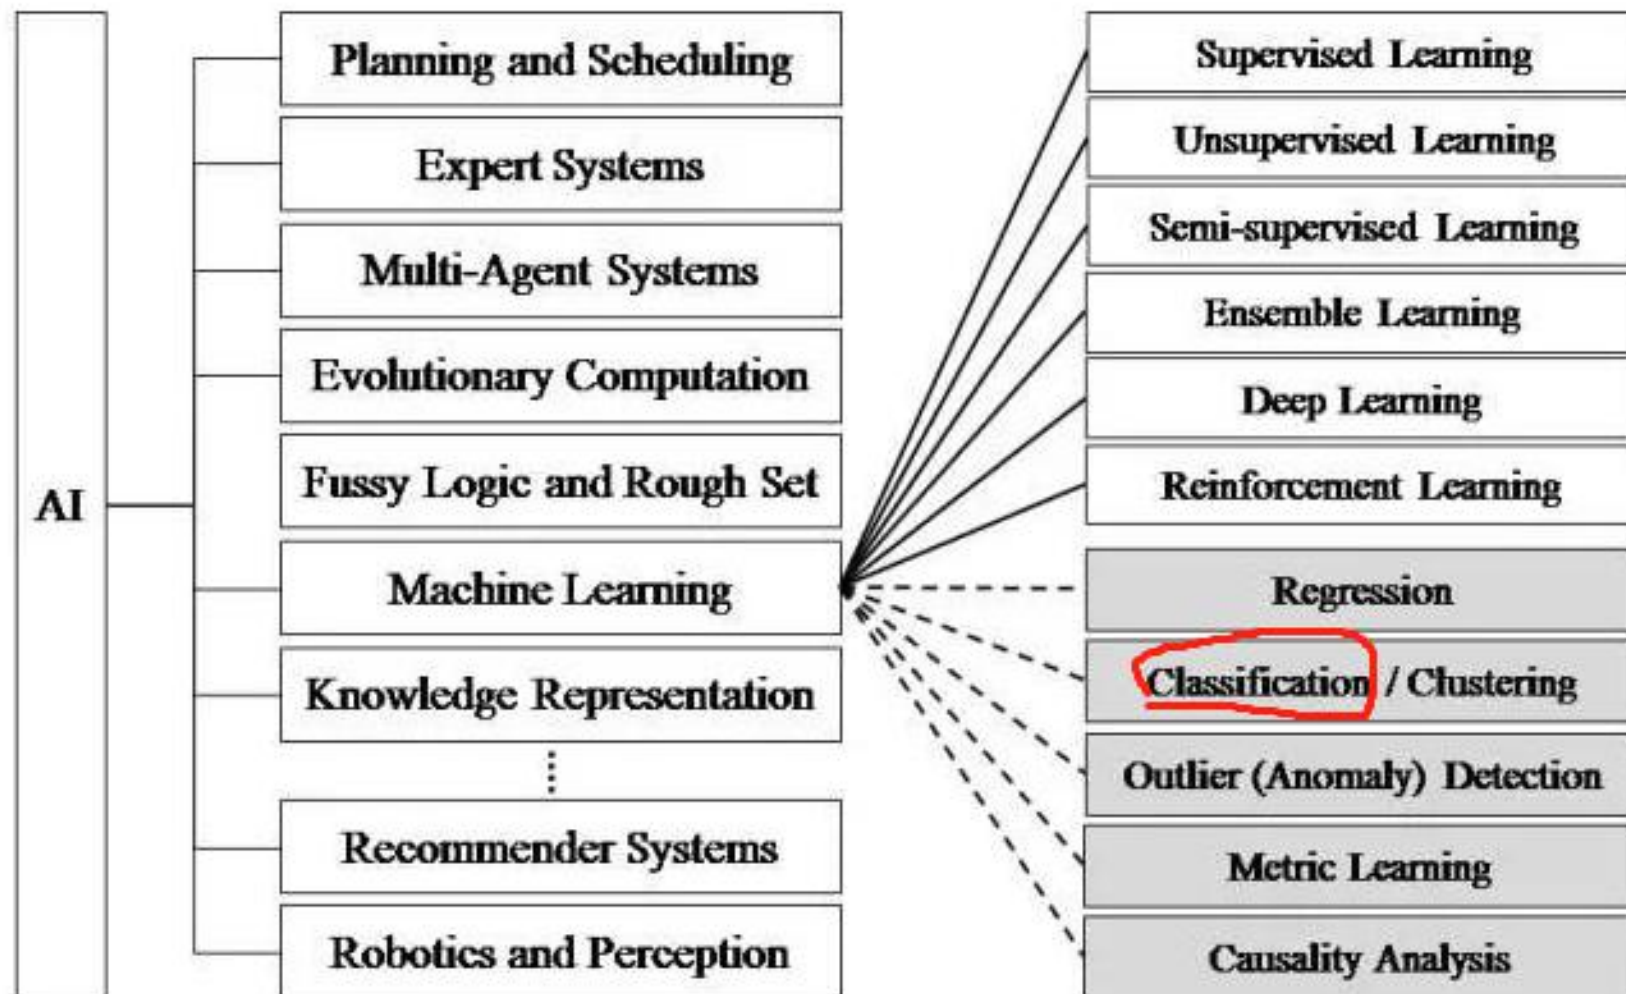 AI
Planning and Scheduling
Expert Systems
Multi-Agent Systems
Evolutionary Computation
Fussy Logic and Rough Set
Machine Learning
Knowledge Representation
Recommender Systems
Robotics and Perception
Supervised Learning
Unsupervised Learning
Semi-supervised Learning
Ensemble Learning
Deep Learning
Reinforcement Learning
Regression
Classification / Clustering
Outlier (Anomaly) Detection
Metric Learning
Causality Analysis